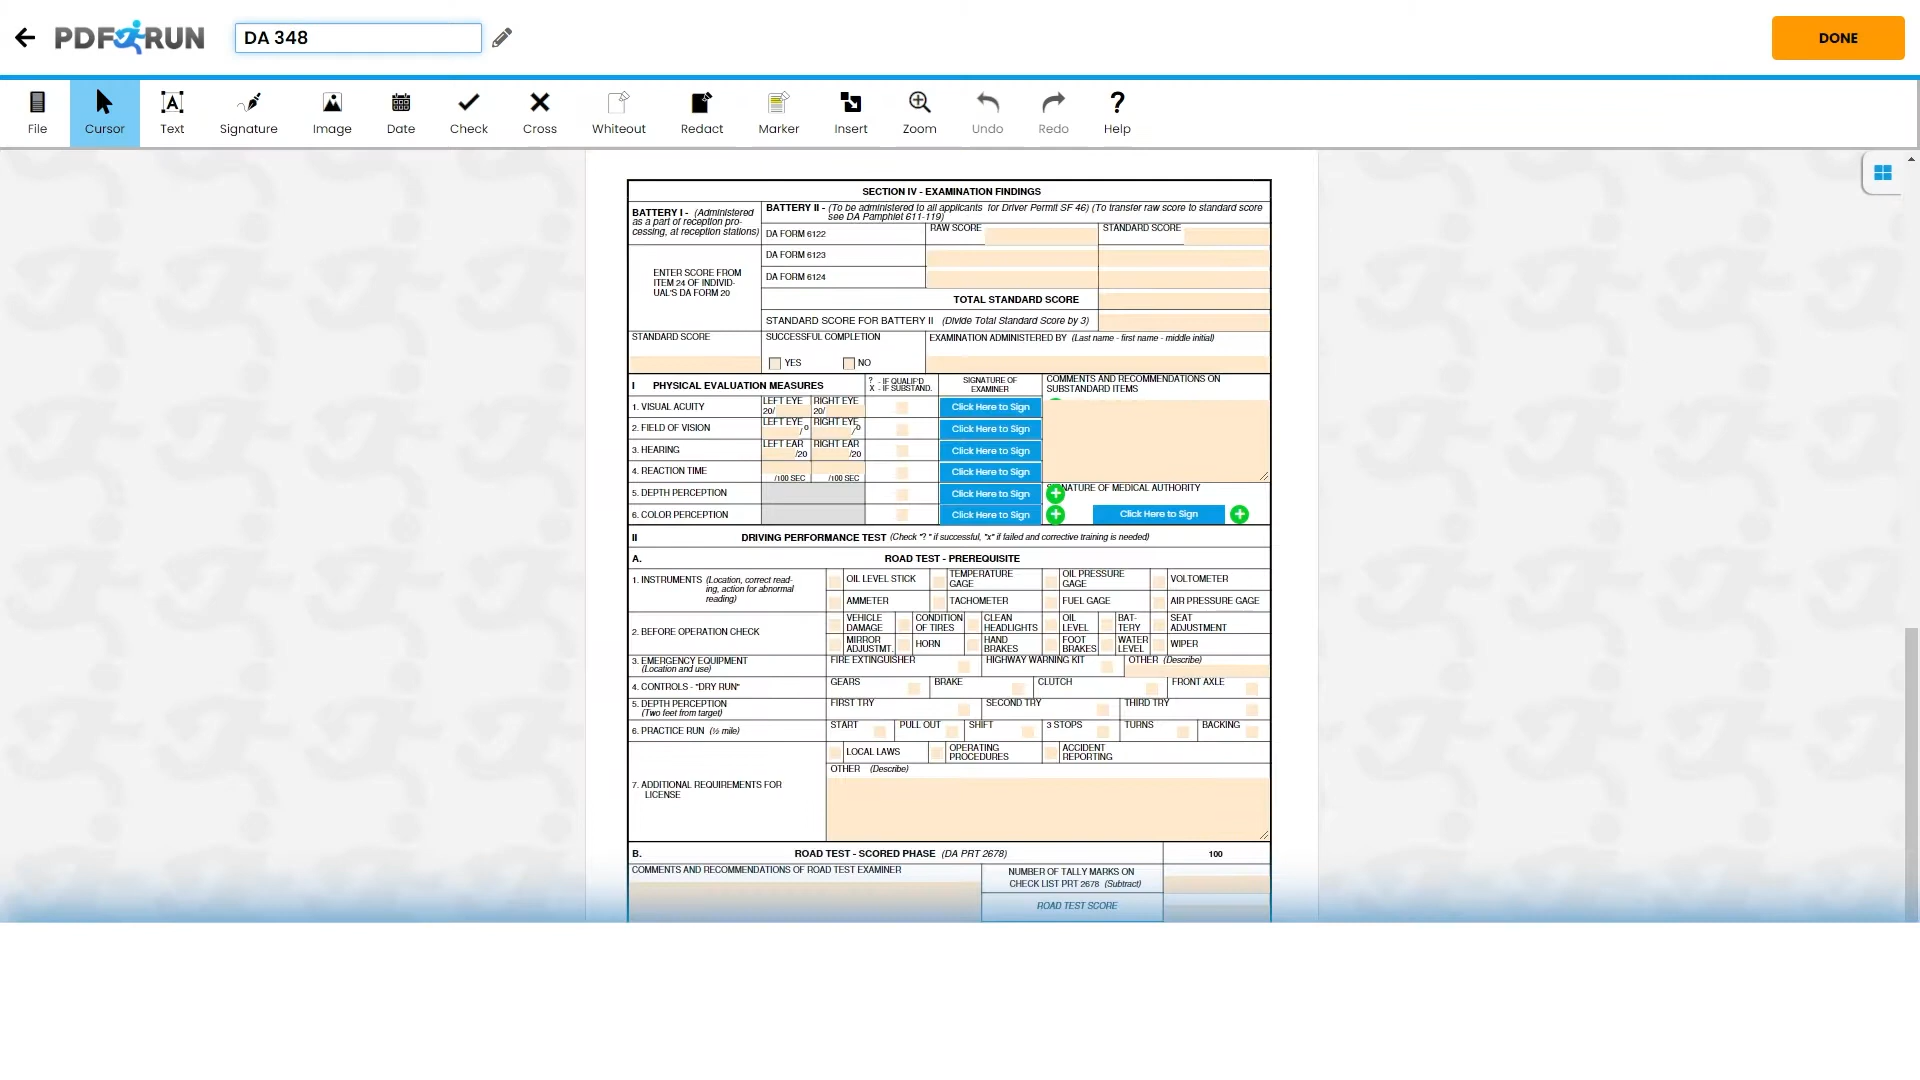 PDF RUN
DA 348
DONE
File
Cursor
Text
Signature
Image
Date
Check
Cross
Whiteout
Redact
Marker
Insert
Zoom
Undo
Redo
Help
SECTION IV - EXAMINATION FINDINGS
BATTERY I - (Administered
as a part of reception pro-
cessing, at reception stations)
BATTERY II - (To be administered to all applicants for Driver Permit SF 46) (To transfer raw score to standard score
see DA Pamphlet 611-119)
DA FORM 6122
RAW SCORE
STANDARD SCORE
DA FORM 6123
DA FORM 6124
ENTER SCORE FROM
ITEM 24 OF INDIVID-
UAL'S DA FORM 20
TOTAL STANDARD SCORE
STANDARD SCORE FOR BATTERY II (Divide Total Standard Score by 3)
STANDARD SCORE
SUCCESSFUL COMPLETION
YES
NO
EXAMINATION ADMINISTERED BY (Last name - first name - middle initial)
I PHYSICAL EVALUATION MEASURES
? - IF QUALIF'D
X - IF SUBSTAND.
SIGNATURE OF
EXAMINER
COMMENTS AND RECOMMENDATIONS ON
SUBSTANDARD ITEMS
1. VISUAL ACUITY
LEFT EYE
20/
RIGHT EYE
20/
Click Here to Sign
2. FIELD OF VISION
LEFT EYE
/o
RIGHT EYE
/o
Click Here to Sign
3. HEARING
LEFT EAR
/20
RIGHT EAR
/20
Click Here to Sign
4. REACTION TIME
/100 SEC
/100 SEC
Click Here to Sign
5. DEPTH PERCEPTION
Click Here to Sign
NATURE OF MEDICAL AUTHORITY
6. COLOR PERCEPTION
Click Here to Sign
Click Here to Sign
II DRIVING PERFORMANCE TEST (Check "? " if successful, "x" if failed and corrective training is needed)
A. ROAD TEST - PREREQUISITE
1. INSTRUMENTS (Location, correct read-
ing, action for abnormal
reading)
OIL LEVEL STICK
TEMPERATURE
GAGE
OIL PRESSURE
GAGE
VOLTOMETER
AMMETER
TACHOMETER
FUEL GAGE
AIR PRESSURE GAGE
2. BEFORE OPERATION CHECK
VEHICLE
DAMAGE
CONDITION
OF TIRES
CLEAN
HEADLIGHTS
OIL
LEVEL
BAT-
TERY
SEAT
ADJUSTMENT
MIRROR
ADJUSTMT.
HORN
HAND
BRAKES
FOOT
BRAKES
WATER
LEVEL
WIPER
3. EMERGENCY EQUIPMENT
(Location and use)
FIRE EXTINGUISHER
HIGHWAY WARNING KIT
OTHER (Describe)
4. CONTROLS - "DRY RUN"
GEARS
BRAKE
CLUTCH
FRONT AXLE
5. DEPTH PERCEPTION
(Two feet from target)
FIRST TRY
SECOND TRY
THIRD TRY
6. PRACTICE RUN (½ mile)
START
PULL OUT
SHIFT
3 STOPS
TURNS
BACKING
7. ADDITIONAL REQUIREMENTS FOR
LICENSE
LOCAL LAWS
OPERATING
PROCEDURES
ACCIDENT
REPORTING
OTHER (Describe)
B. ROAD TEST - SCORED PHASE (DA PRT 2678)
100
COMMENTS AND RECOMMENDATIONS OF ROAD TEST EXAMINER
NUMBER OF TALLY MARKS ON
CHECK LIST PRT 2678 (Subtract)
ROAD TEST SCORE